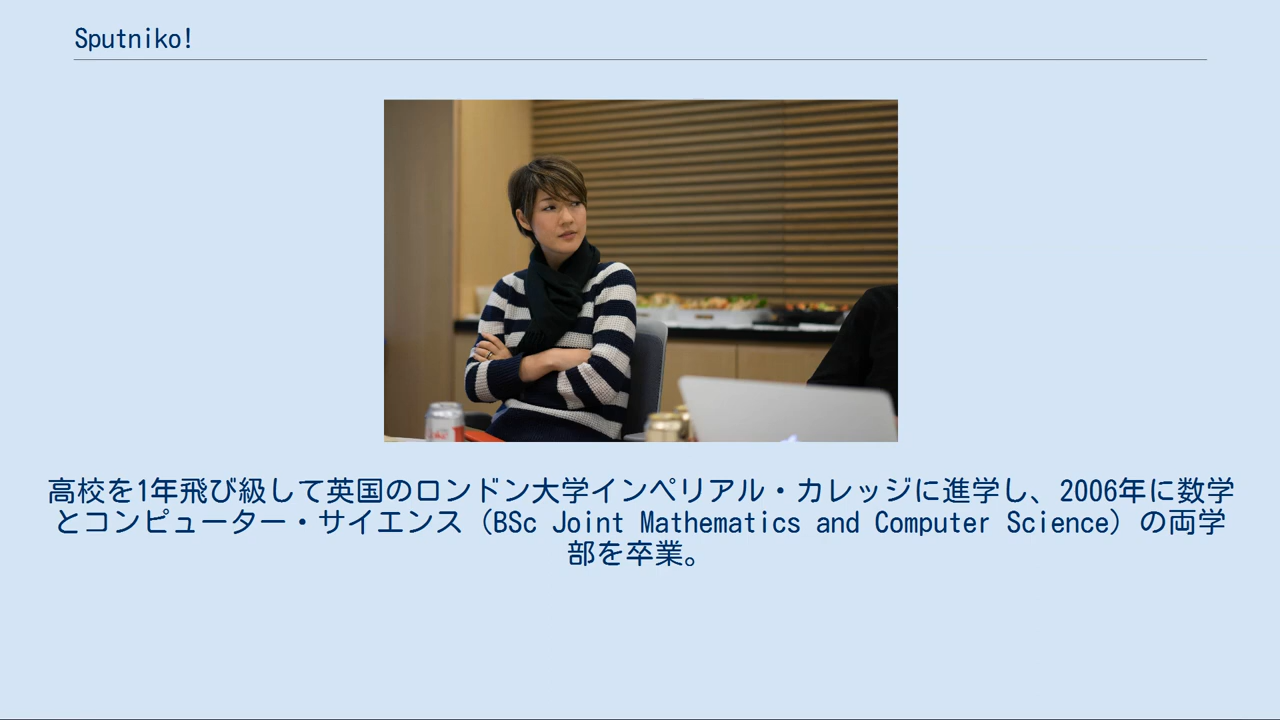 Sputniko!
高校を1年飛び級して英国のロンドン大学インペリアル・カレッジに進学し、2006年に数学
とコンピューター・サイエンス（BSc Joint Mathematics and Computer Science）の両学
部を卒業。